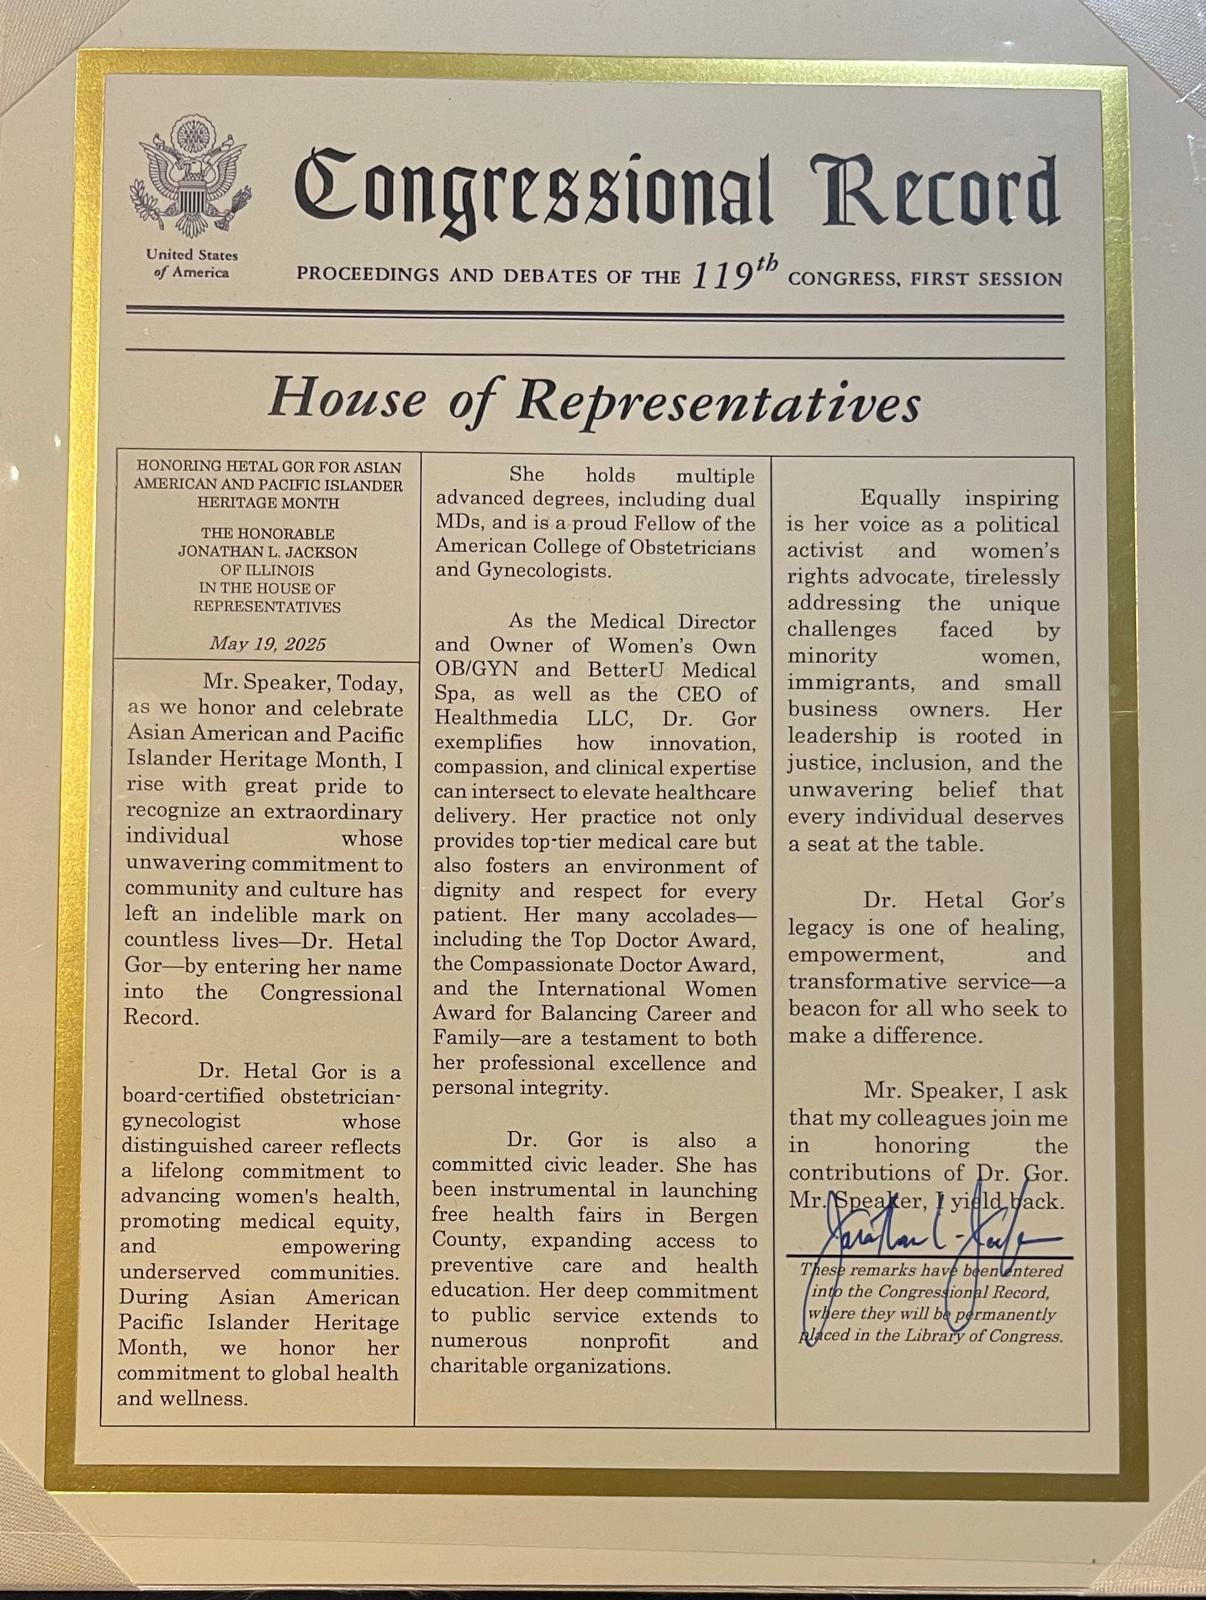 Congressional Record
United States
of America
PROCEEDINGS AND DEBATES OF THE 119th CONGRESS, FIRST SESSION
House of Representatives
HONORING HETAL GOR FOR ASIAN
AMERICAN AND PACIFIC ISLANDER
HERITAGE MONTH
THE HONORABLE
JONATHAN L. JACKSON
OF ILLINOIS
IN THE HOUSE OF
REPRESENTATIVES
May 19, 2025
Mr. Speaker, Today,
as we honor and celebrate
Asian American and Pacific
Islander Heritage Month, I
rise with great pride to
recognize an extraordinary
individual whose
unwavering commitment to
community and culture has
left an indelible mark on
countless lives—Dr. Hetal
Gor—by entering her name
into the Congressional
Record.
Dr. Hetal Gor is a
board-certified obstetrician-
gynecologist whose
distinguished career reflects
a lifelong commitment to
advancing women's health,
promoting medical equity,
and empowering
underserved communities.
During Asian American
Pacific Islander Heritage
Month, we honor her
commitment to global health
and wellness.
She holds multiple
advanced degrees, including dual
MDs, and is a proud Fellow of the
American College of Obstetricians
and Gynecologists.
As the Medical Director
and Owner of Women's Own
OB/GYN and BetterU Medical
Spa, as well as the CEO of
Healthmedia LLC, Dr. Gor
exemplifies how innovation,
compassion, and clinical expertise
can intersect to elevate healthcare
delivery. Her practice not only
provides top-tier medical care but
also fosters an environment of
dignity and respect for every
patient. Her many accolades—
including the Top Doctor Award,
the Compassionate Doctor Award,
and the International Women
Award for Balancing Career and
Family—are a testament to both
her professional excellence and
personal integrity.
Dr. Gor is also a
committed civic leader. She has
been instrumental in launching
free health fairs in Bergen
County, expanding access to
preventive care and health
education. Her deep commitment
to public service extends to
numerous nonprofit and
charitable organizations.
Equally inspiring
is her voice as a political
activist and women's
rights advocate, tirelessly
addressing the unique
challenges faced by
minority women,
immigrants, and small
business owners. Her
leadership is rooted in
justice, inclusion, and the
unwavering belief that
every individual deserves
a seat at the table.
Dr. Hetal Gor's
legacy is one of healing,
empowerment, and
transformative service—a
beacon for all who seek to
make a difference.
Mr. Speaker, I ask
that my colleagues join me
in honoring the
contributions of Dr. Gor.
Mr. Speaker, I yield back.
Jonathan L. Jackson
These remarks have been entered
into the Congressional Record,
where they will be permanently
placed in the Library of Congress.